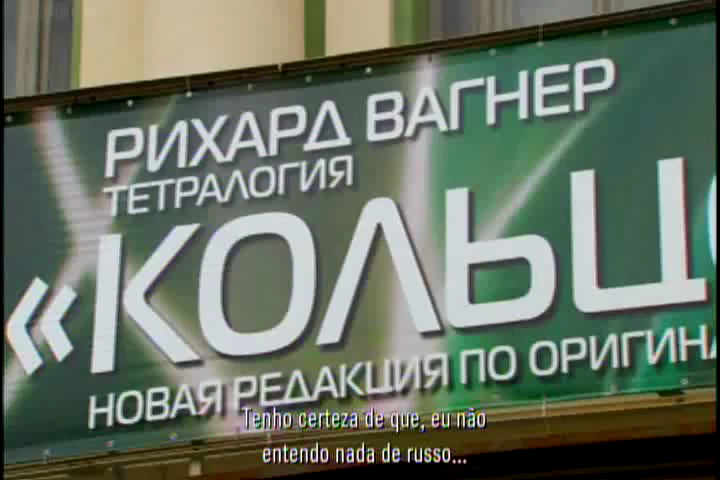 РИХАРД ВАГНЕР
ТЕТРАЛОГИЯ
«КОЛЬЦ
НОВАЯ РЕДАКЦИЯ ПО ОРИГИНА
Tenho certeza de que, eu não
entendo nada de russo...